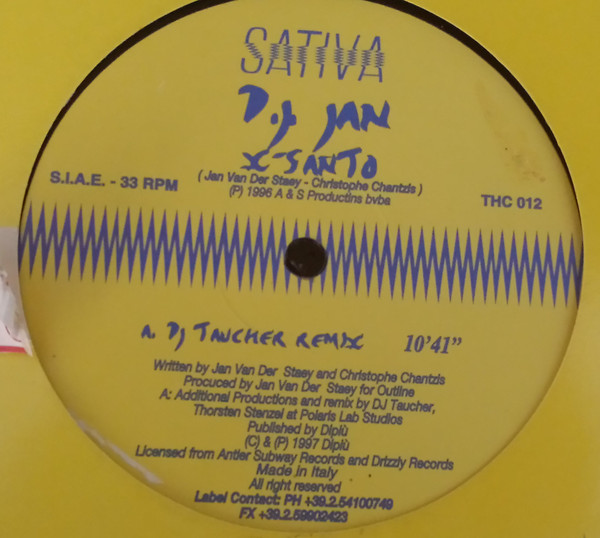 SATIVA
D.J JAN
X-SANTO
( Jan Van Der Staey - Christophe Chantzis )
(P) 1996 A & S Productins bvba
S.I.A.E. - 33 RPM
THC 012
A. DJ TAUCHER REMIX 10'41"
Written by Jan Van Der Staey and Christophe Chantzis
Procuced by Jan Van Der Staey for Outline
A: Additional Productions and remix by DJ Taucher,
Thorsten Stenzel at Polaris Lab Studios
Published by Dipiù
(C) & (P) 1997 Dipiù
Licensed from Antler Subway Records and Drizzly Records
Made in Italy
All right reserved
Label Contact: PH +39.2.54100749
FX +39.2.59902423